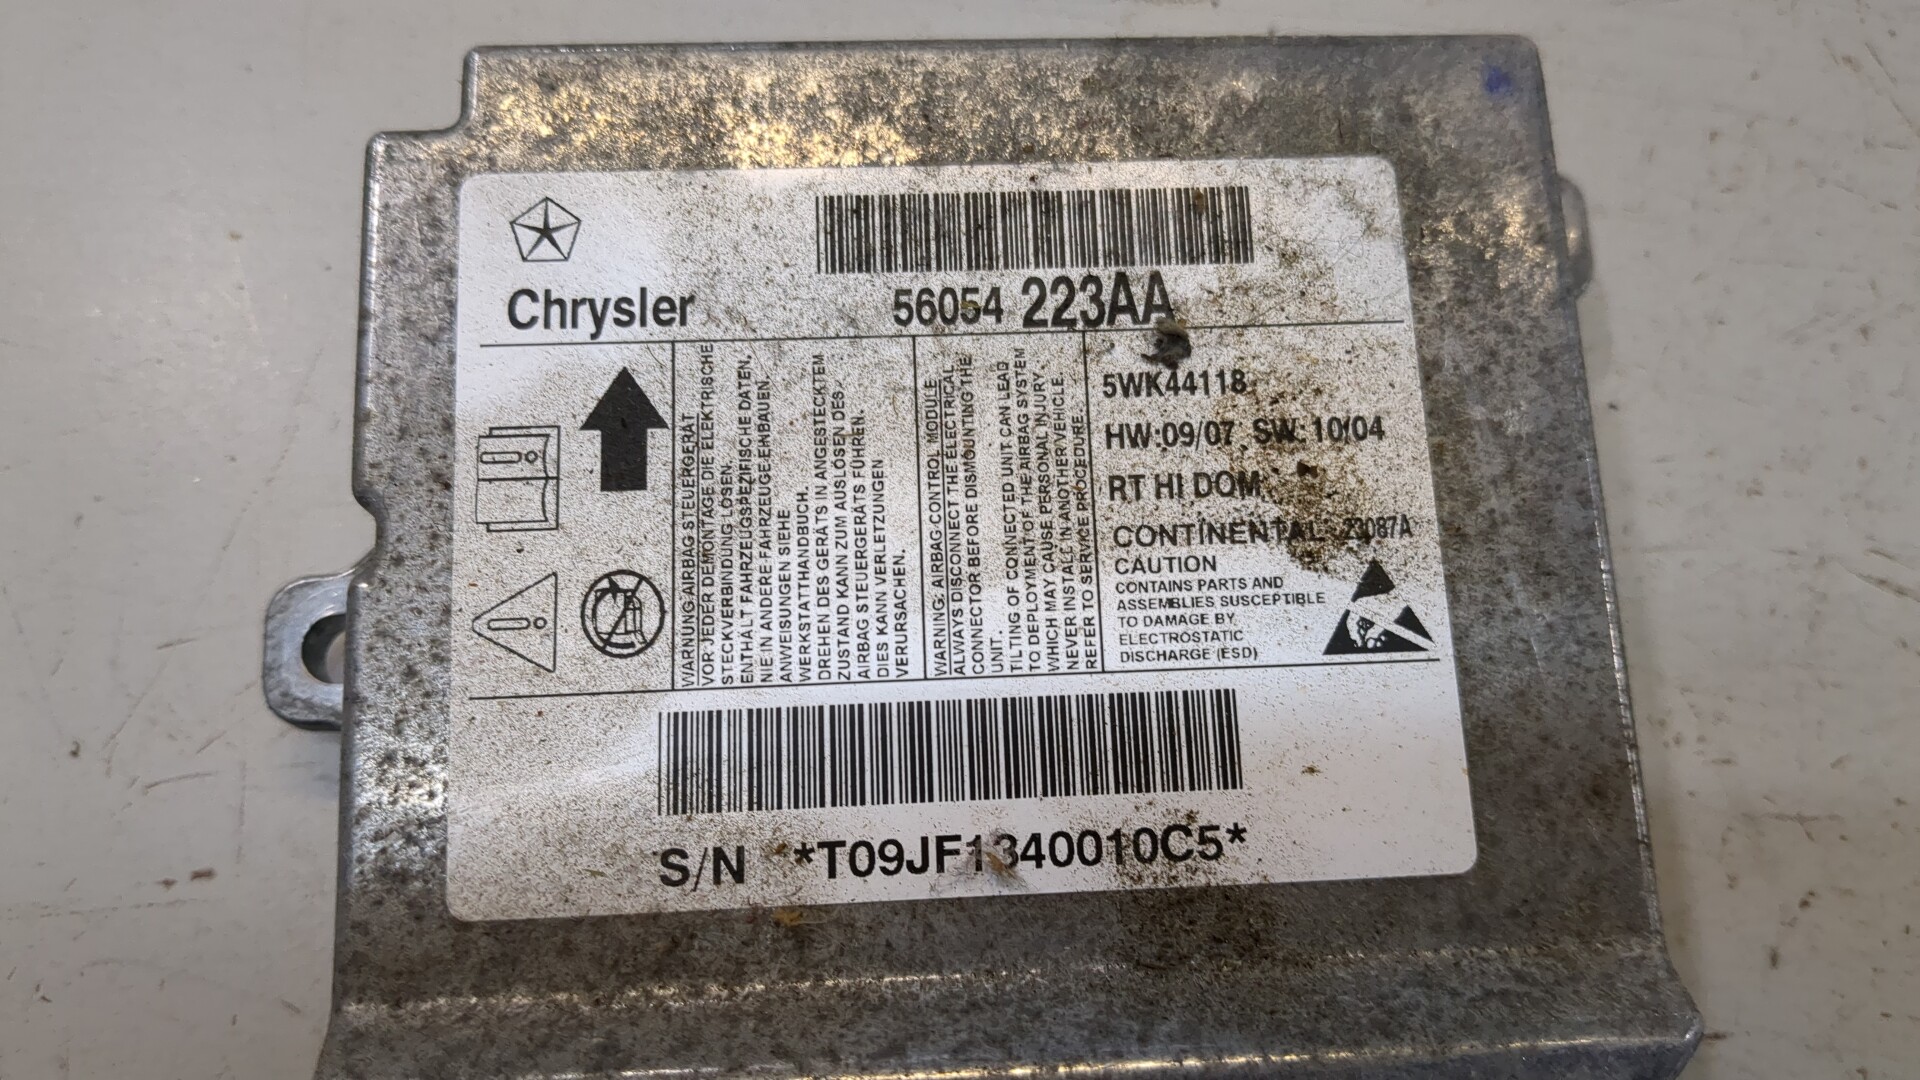 Chrysler
56054 223AA
WARNUNG: AIRBAG STEUERGERÄT
VOR JEDER DEMONTAGE DIE ELEKTRISCHE
STECKVERBINDUNG LÖSEN.
ENTHÄLT FAHRZEUGSPEZIFISCHE DATEN.
NIE IN ANDERE FAHRZEUGE EINBAUEN.
ANWEISUNGEN SIEHE
WERKSTATTHANDBUCH.
DREHEN DES GERÄTS IN ANGESTECKTEM
ZUSTAND KANN ZUM AUSLÖSEN DES
AIRBAG STEUERGERÄTS FÜHREN.
DIES KANN VERLETZUNGEN
VERURSACHEN.
WARNING: AIRBAG CONTROL MODULE
ALWAYS DISCONNECT THE ELECTRICAL
CONNECTOR BEFORE DISMOUNTING THE
UNIT.
TILTING OF CONNECTED UNIT CAN LEAD
TO DEPLOYMENT OF THE AIRBAG SYSTEM
WHICH MAY CAUSE PERSONAL INJURY.
NEVER INSTALL IN ANOTHER VEHICLE.
REFER TO SERVICE PROCEDURE.
5WK44118
HW:09/07 SW: 10/04
RT HI DOM
CONTINENTAL 23087A
CAUTION
CONTAINS PARTS AND
ASSEMBLIES SUSCEPTIBLE
TO DAMAGE BY
ELECTROSTATIC
DISCHARGE (ESD)
S/N *T09JF1340010C5*